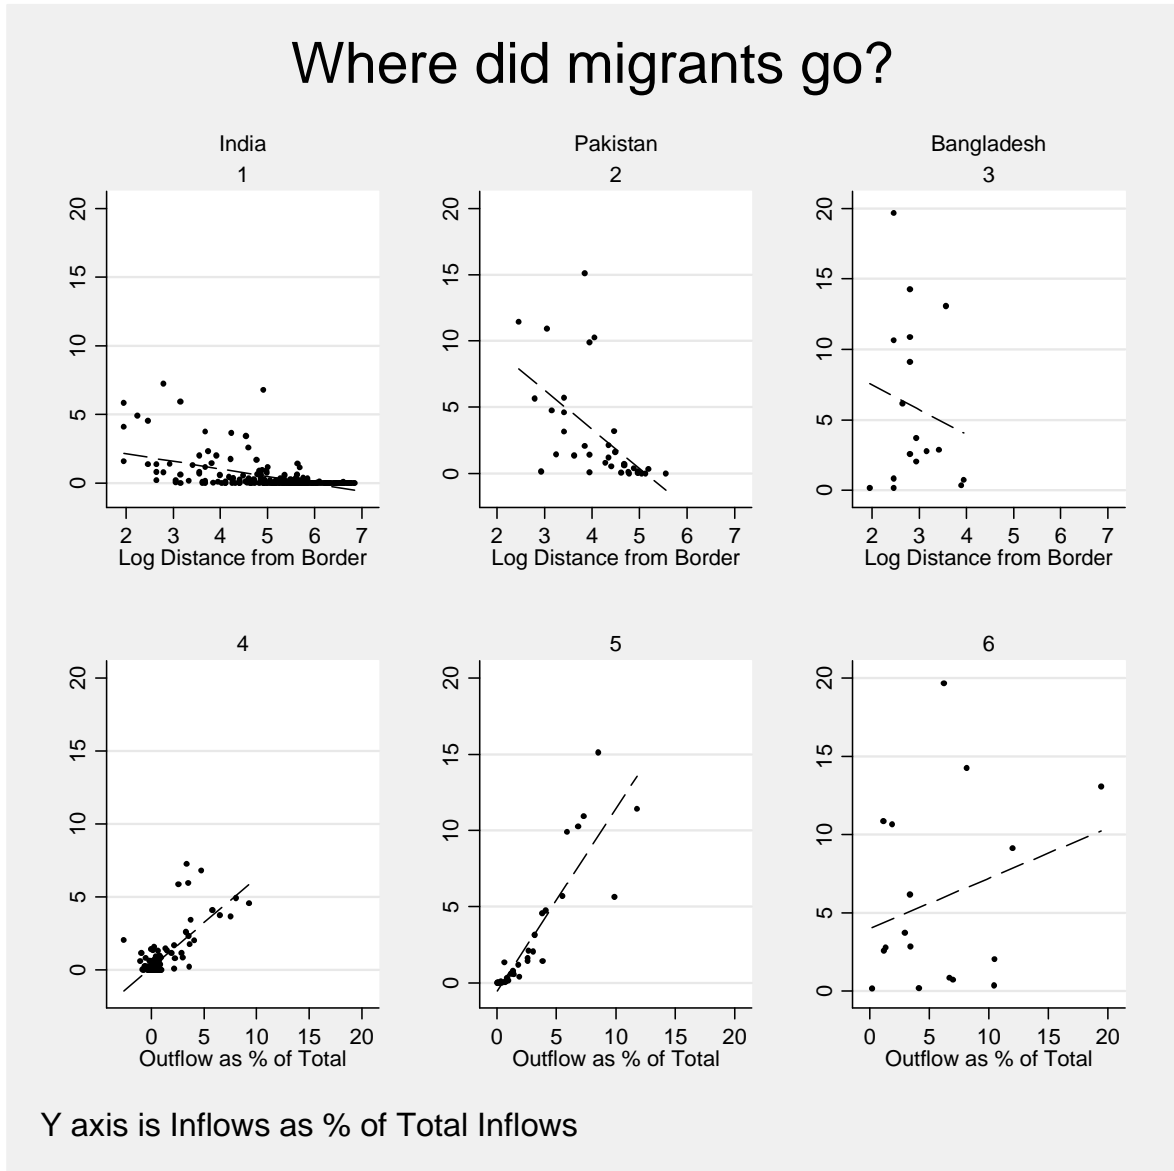 Where did migrants go?
India
1
20
15
10
5
0
2 3 4 5 6 7
Log Distance from Border
Pakistan
2
20
15
10
5
0
2 3 4 5 6 7
Log Distance from Border
Bangladesh
3
20
15
10
5
0
2 3 4 5 6 7
Log Distance from Border
4
20
15
10
5
0
0 5 10 15 20
Outflow as % of Total
5
20
15
10
5
0
0 5 10 15 20
Outflow as % of Total
6
20
15
10
5
0
0 5 10 15 20
Outflow as % of Total
Y axis is Inflows as % of Total Inflows